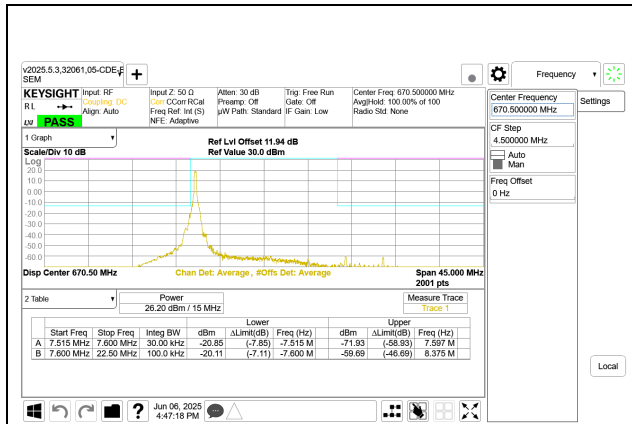 v2025.5.3,32061,05-CDE-E
SEM
Frequency
KEYSIGHT
RL
LXI
PASS
Input: RF
Coupling: DC
Align: Auto
Input Z: 50 Ω
Corr CCorr RCal
Freq Ref: Int (S)
NFE: Adaptive
Atten: 30 dB
Preamp: Off
µW Path: Standard
Trig: Free Run
Gate: Off
IF Gain: Low
Center Freq: 670.500000 MHz
Avg|Hold: 100.00% of 100
Radio Std: None
Center Frequency
670.500000 MHz
Settings
CF Step
4.500000 MHz
Auto
Man
Freq Offset
0 Hz
1 Graph
Scale/Div 10 dB
Ref Lvl Offset 11.94 dB
Ref Value 30.0 dBm
Log
20.0
10.0
0.00
-10.0
-20.0
-30.0
-40.0
-50.0
-60.0
Disp Center 670.50 MHz
Chan Det: Average , #Offs Det: Average
Span 45.000 MHz
2001 pts
2 Table
Power
26.20 dBm / 15 MHz
Measure Trace
Trace 1
Lower Upper
Start Freq Stop Freq Integ BW dBm ΔLimit(dB) Freq (Hz) dBm ΔLimit(dB) Freq (Hz)
A 7.515 MHz 7.600 MHz 30.00 kHz -20.85 (-7.85) -7.515 M -71.93 (-58.93) 7.597 M
B 7.600 MHz 22.50 MHz 100.0 kHz -20.11 (-7.11) -7.600 M -59.69 (-46.69) 8.375 M
Local
Jun 06, 2025
4:47:18 PM